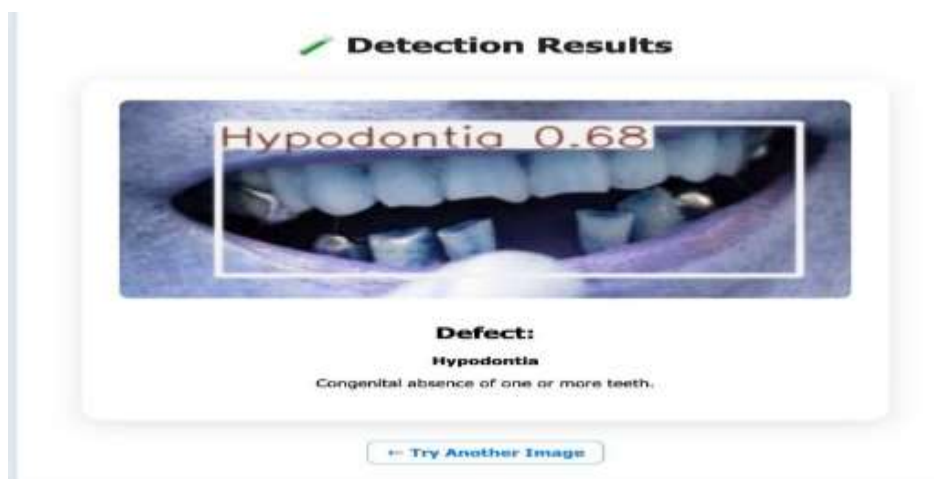 Detection Results
Hypodontia 0.68
Defect:
Hypodontia
Congenital absence of one or more teeth.
← Try Another Image